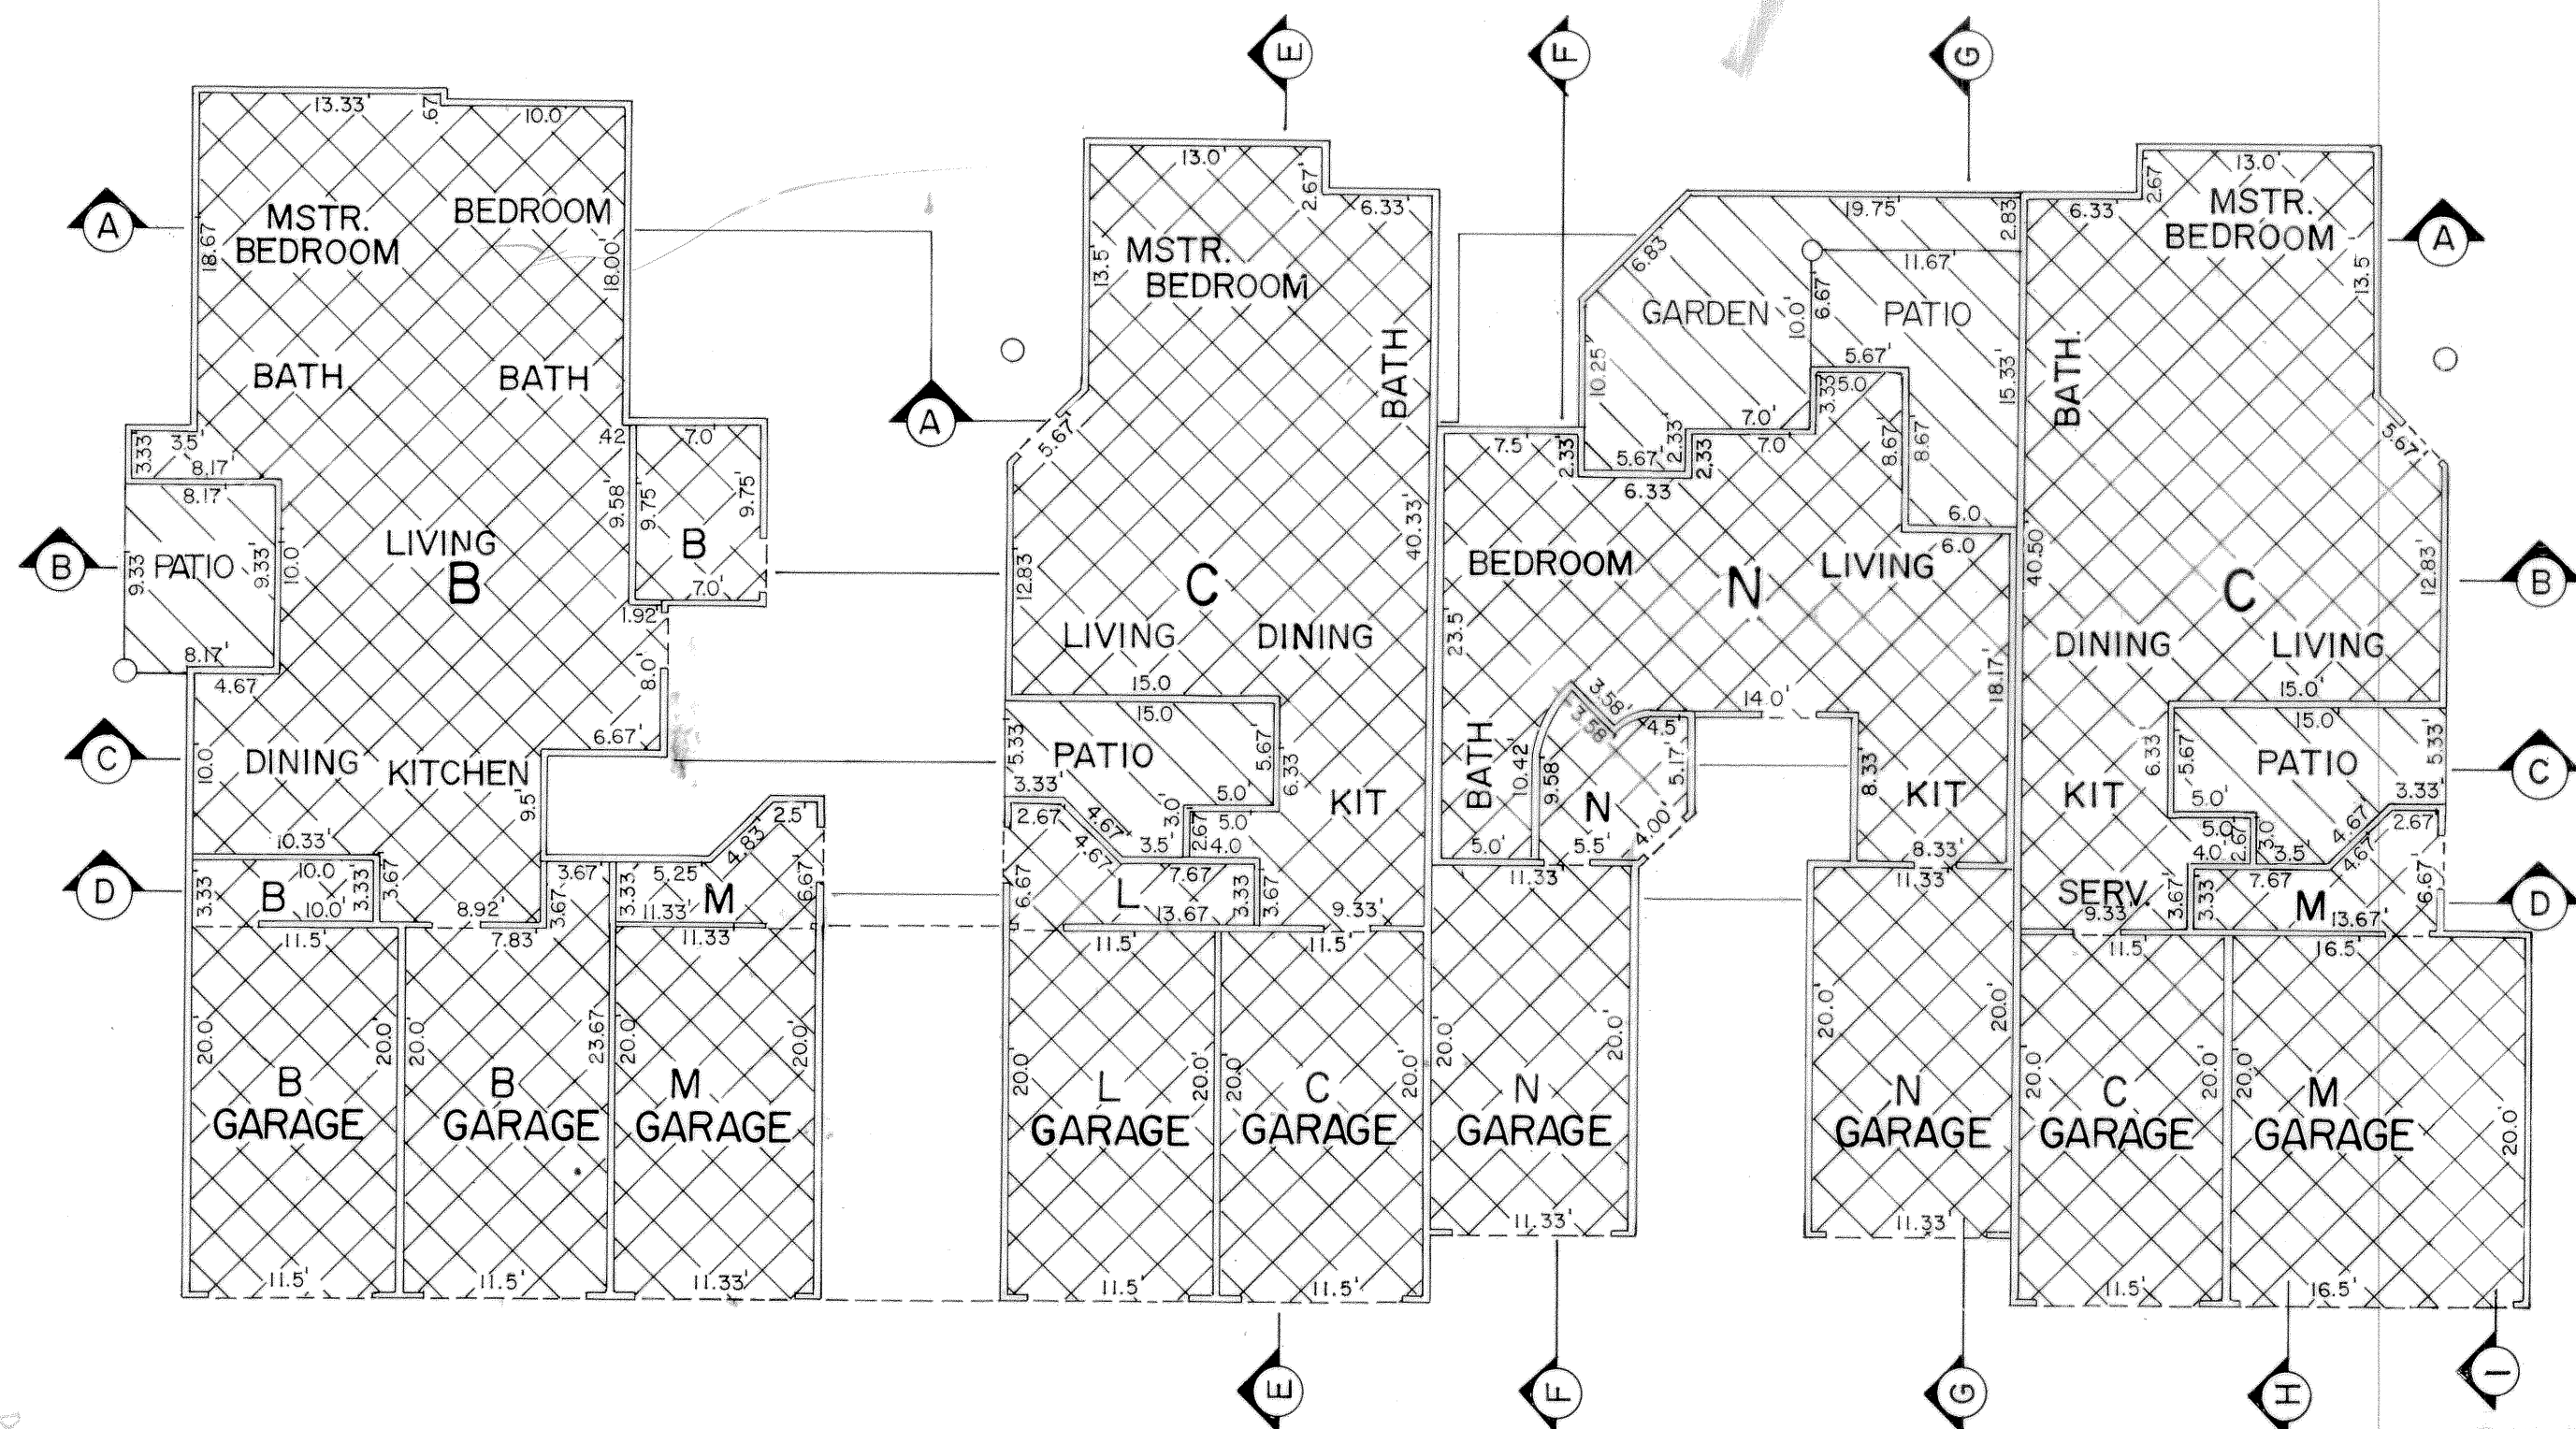 E
F
G
13.33'
.67
10.0'
MSTR.
BEDROOM
BEDROOM
18.67
18.00'
A
BATH
BATH
3.33
3.5'
8.17'
8.17'
.42
7.0'
9.75'
9.75'
9.58'
B
7.0'
1.92'
LIVING
B
PATIO
9.33'
9.33'
10.0'
B
8.17'
4.67
8.0'
6.67'
DINING
KITCHEN
10.0'
9.5'
C
10.33'
10.0
B
3.33
3.33'
3.67
10.0'
8.92'
3.67'
3.67
3.33'
5.25'
4.83'
2.5'
M
6.67'
11.33'
D
11.5'
7.83'
11.33'
20.0'
20.0'
20.0'
23.67
20.0'
20.0'
B
GARAGE
B
GARAGE
M
GARAGE
11.5'
11.5'
11.33'
A
13.0'
2.67'
6.33'
MSTR.
BEDROOM
13.5'
BATH
5.67'
12.83'
40.33'
C
LIVING
DINING
15.0
15.0'
PATIO
5.33'
5.67'
6.33'
3.33'
2.67
4.67
4.67
3.5'
3.0'
2.67
5.0'
5.0'
4.0
KIT
7.67
L
6.67
13.67
3.33'
3.67
9.33'
11.5'
11.5'
20.0'
20.0'
20.0'
20.0'
L
GARAGE
C
GARAGE
11.5'
11.5'
19.75'
2.83'
6.83'
11.67'
GARDEN
10.0'
6.67'
PATIO
10.25'
5.67'
5.0
3.33'
15.33'
7.5'
2.33'
5.67'
2.33'
2.33'
7.0'
7.0'
6.33
8.67'
8.67'
6.0
6.0
BEDROOM
N
LIVING
23.5'
18.17'
3.58'
3.58
4.5'
14.0'
BATH
10.42'
9.58'
5.17'
N
4.00'
5.0'
5.5'
8.33'
KIT
8.33'
11.33'
11.33'
20.0'
20.0'
20.0'
20.0'
N
GARAGE
N
GARAGE
11.33'
11.33'
13.0'
2.67'
6.33'
MSTR.
BEDROOM
13.5'
BATH.
5.67'
A
40.50'
12.83'
C
B
DINING
LIVING
15.0'
15.0'
6.33'
5.67'
PATIO
5.33'
C
KIT
5.0'
5.0'
3.33'
2.67
4.67'
4.67
3.0
2.67
4.0'
3.5'
7.67
SERV.
9.33'
3.67'
3.33'
M
13.67'
6.67'
D
11.5'
16.5'
20.0'
20.0'
20.0'
20.0'
C
GARAGE
M
GARAGE
11.5'
16.5'
E
F
G
H
I